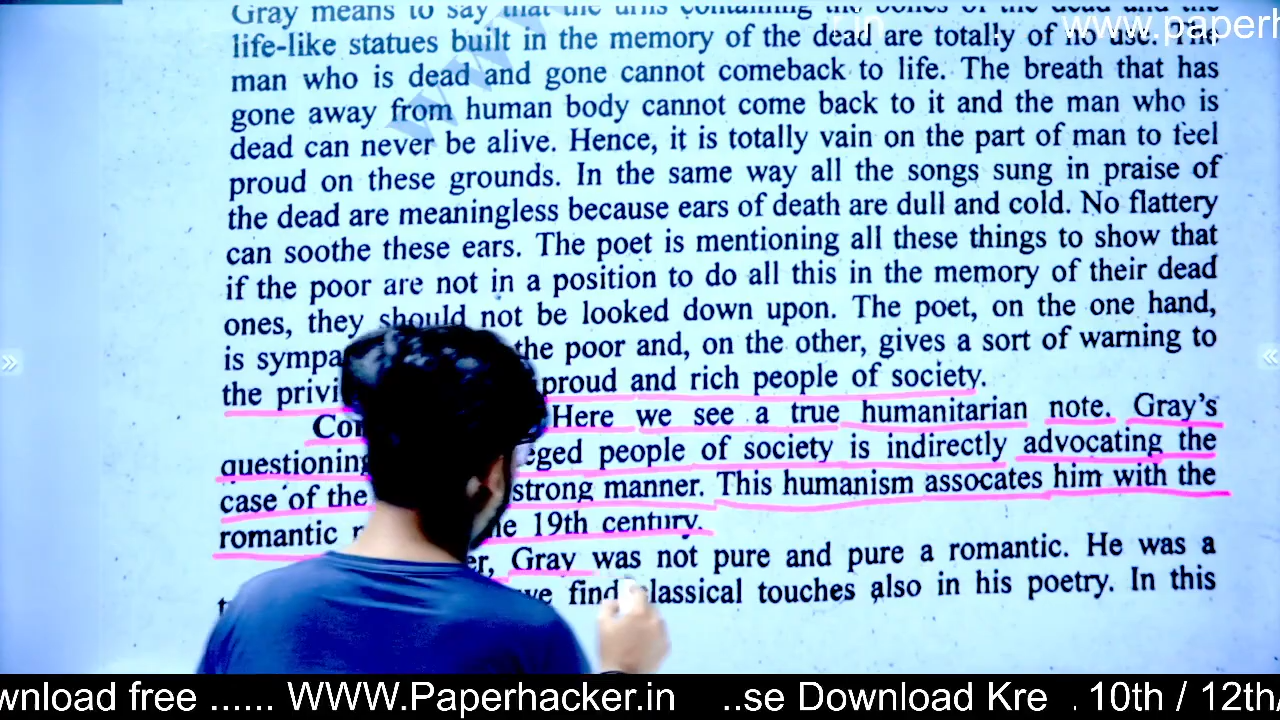 www.paperh
Gray means to say that the urns containing the bones of the dead and the
life-like statues built in the memory of the dead are totally of no use. The
man who is dead and gone cannot comeback to life. The breath that has
gone away from human body cannot come back to it and the man who is
dead can never be alive. Hence, it is totally vain on the part of man to feel
proud on these grounds. In the same way all the songs sung in praise of
the dead are meaningless because ears of death are dull and cold. No flattery
can soothe these ears. The poet is mentioning all these things to show that
if the poor are not in a position to do all this in the memory of their dead
ones, they should not be looked down upon. The poet, on the one hand,
is sympa the poor and, on the other, gives a sort of warning to
the privi proud and rich people of society.
Co Here we see a true humanitarian note. Gray's
questioning eged people of society is indirectly advocating the
case of the strong manner. This humanism assocates him with the
romantic 19th century.
er, Gray was not pure and pure a romantic. He was a
we find classical touches also in his poetry. In this
wnload free ...... WWW.Paperhacker.in ..se Download Kre . 10th / 12th